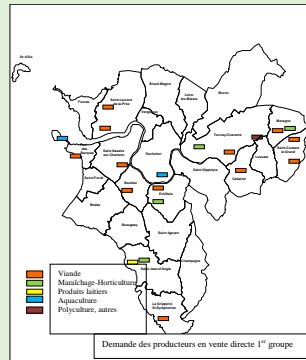 Ile-d'Aix
Breuil-Magné
Loire-les-Marais
Muron
Fouras
Saint-Laurent de-la-Prée
Vergeroux
Moragne
Tonnay-Charente
Saint-Nazaire sur-Charente
Rochefort
Saint-Coutant le-Grand
Lussant
Saint-Hippolyte
Cabariot
Saint-Froult
Soubise
Echillais
Moëze
Beaugeay
Saint-Agnant
Champagne
Saint-Jean-d'Angle
La Gripperie St-Symphorien
Viande
Maraîchage-Horticulture
Produits laitiers
Aquaculture
Polyculture, autres
Demande des producteurs en vente directe 1er groupe